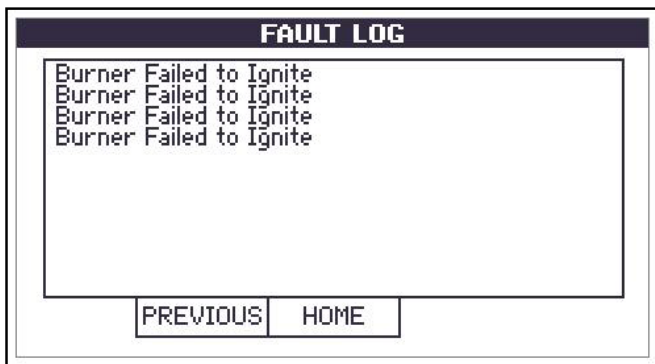 FAULT LOG
Burner Failed to Ignite
Burner Failed to Ignite
Burner Failed to Ignite
Burner Failed to Ignite
PREVIOUS HOME